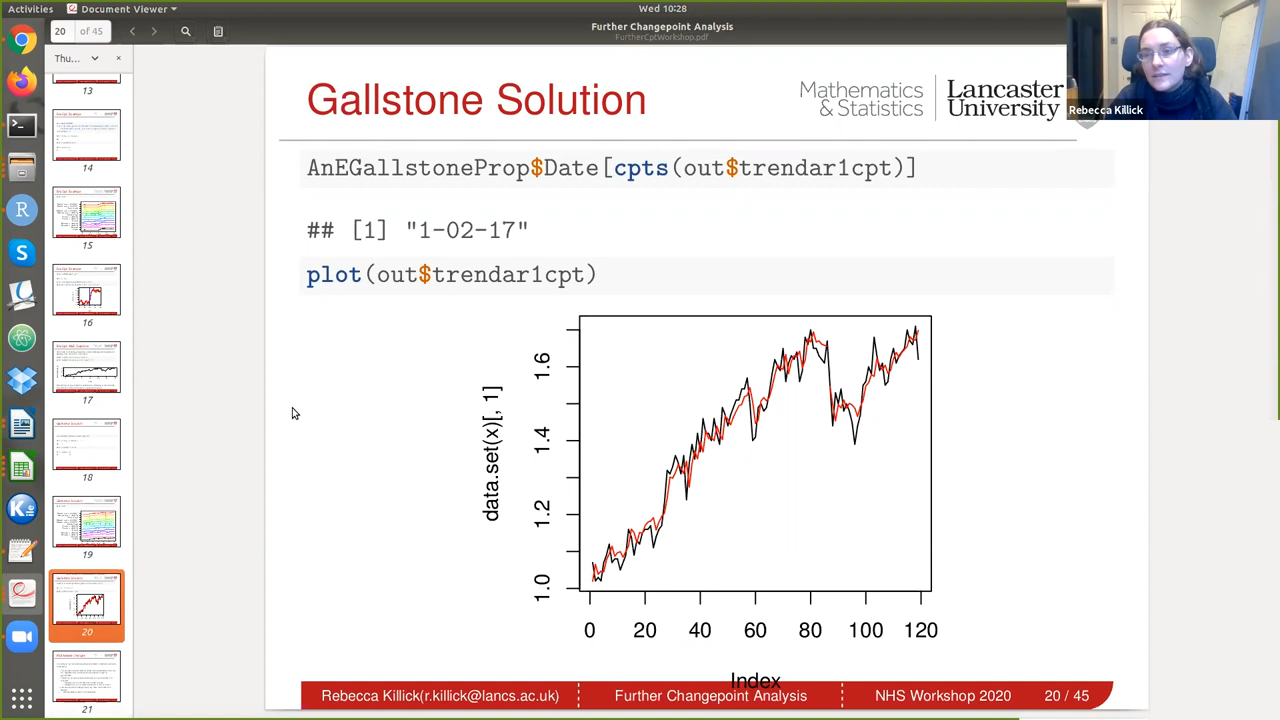 Activities
Document Viewer
Wed 10:28
20
of 45
Further Changepoint Analysis
FurtherCptWorkshop.pdf
Thu...
13
14
15
16
17
18
19
20
21
Gallstone Solution
Mathematics
& Statistics
Lancaster
University
Rebecca Killick
AnEGallstoneProp$Date[cpts(out$trendar1cpt)]
## [1] "1-02-17"
plot(out$trendar1cpt)
data.set(x)[, 1]
1.0
1.2
1.4
1.6
0
20
40
60
80
100
120
Index
Rebecca Killick(r.killick@lancs.ac.uk)
Further Changepoint Analysis
NHS Workshop 2020
20 / 45